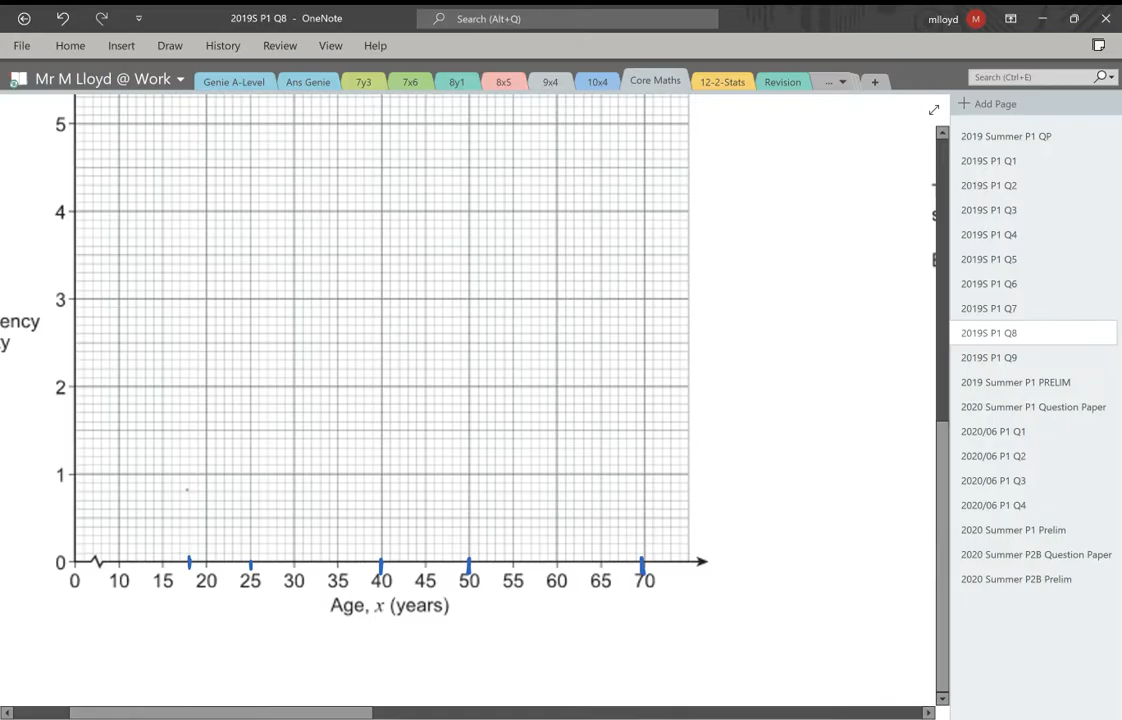 2019S P1 Q8 - OneNote
Search (Alt+Q)
mlloyd
M
File Home Insert Draw History Review View Help
Mr M Lloyd @ Work
Genie A-Level
Ans Genie
7y3
7x6
8y1
8x5
9x4
10x4
Core Maths
12-2-Stats
Revision
...
+
Search (Ctrl+E)
Add Page
2019 Summer P1 QP
2019S P1 Q1
2019S P1 Q2
2019S P1 Q3
2019S P1 Q4
2019S P1 Q5
2019S P1 Q6
2019S P1 Q7
2019S P1 Q8
2019S P1 Q9
2019 Summer P1 PRELIM
2020 Summer P1 Question Paper
2020/06 P1 Q1
2020/06 P1 Q2
2020/06 P1 Q3
2020/06 P1 Q4
2020 Summer P1 Prelim
2020 Summer P2B Question Paper
2020 Summer P2B Prelim
5
4
3
ency
y
2
1
0
0 10 15 20 25 30 35 40 45 50 55 60 65 70
Age, x (years)